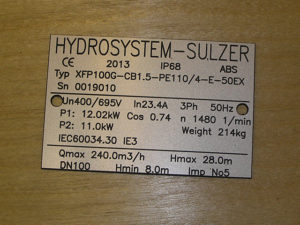 HYDROSYSTEM-SULZER
CE 2013 IP68 ABS
Typ XFP100G-CB1.5-PE110/4-E-50EX
Sn 0019010
Un400/695V In23.4A 3Ph 50Hz
P1: 12.02kW Cos 0.74 n 1480 1/min
P2: 11.0kW Weight 214kg
IEC60034.30 IE3
Qmax 240.0m3/h Hmax 28.0m
DN100 Hmin 8.0m Imp No5